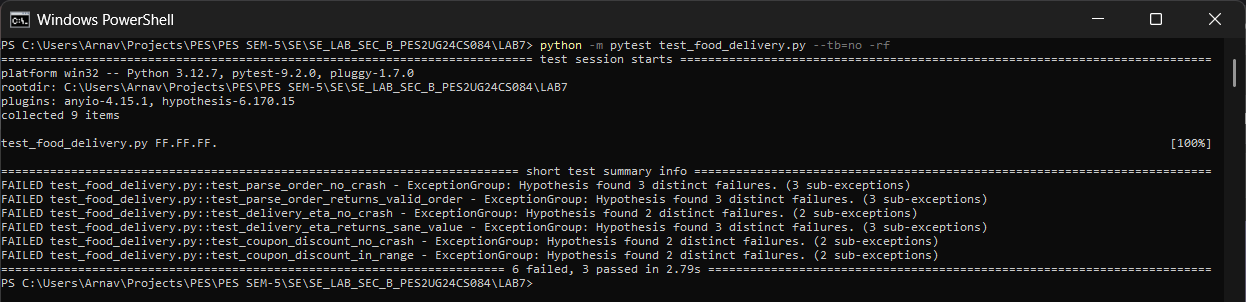 Windows PowerShell
PS C:\Users\Arnav\Projects\PES\PES SEM-5\SE\SE_LAB_SEC_B_PES2UG24CS084\LAB7> python -m pytest test_food_delivery.py --tb=no -rf
============================= test session starts =============================
platform win32 -- Python 3.12.7, pytest-9.2.0, pluggy-1.7.0
rootdir: C:\Users\Arnav\Projects\PES\PES SEM-5\SE\SE_LAB_SEC_B_PES2UG24CS084\LAB7
plugins: anyio-4.15.1, hypothesis-6.170.15
collected 9 items
test_food_delivery.py FF.FF.FF. [100%]
============================= short test summary info =============================
FAILED test_food_delivery.py::test_parse_order_no_crash - ExceptionGroup: Hypothesis found 3 distinct failures. (3 sub-exceptions)
FAILED test_food_delivery.py::test_parse_order_returns_valid_order - ExceptionGroup: Hypothesis found 3 distinct failures. (3 sub-exceptions)
FAILED test_food_delivery.py::test_delivery_eta_no_crash - ExceptionGroup: Hypothesis found 2 distinct failures. (2 sub-exceptions)
FAILED test_food_delivery.py::test_delivery_eta_returns_sane_value - ExceptionGroup: Hypothesis found 3 distinct failures. (3 sub-exceptions)
FAILED test_food_delivery.py::test_coupon_discount_no_crash - ExceptionGroup: Hypothesis found 2 distinct failures. (2 sub-exceptions)
FAILED test_food_delivery.py::test_coupon_discount_in_range - ExceptionGroup: Hypothesis found 2 distinct failures. (2 sub-exceptions)
============================= 6 failed, 3 passed in 2.79s =============================
PS C:\Users\Arnav\Projects\PES\PES SEM-5\SE\SE_LAB_SEC_B_PES2UG24CS084\LAB7>